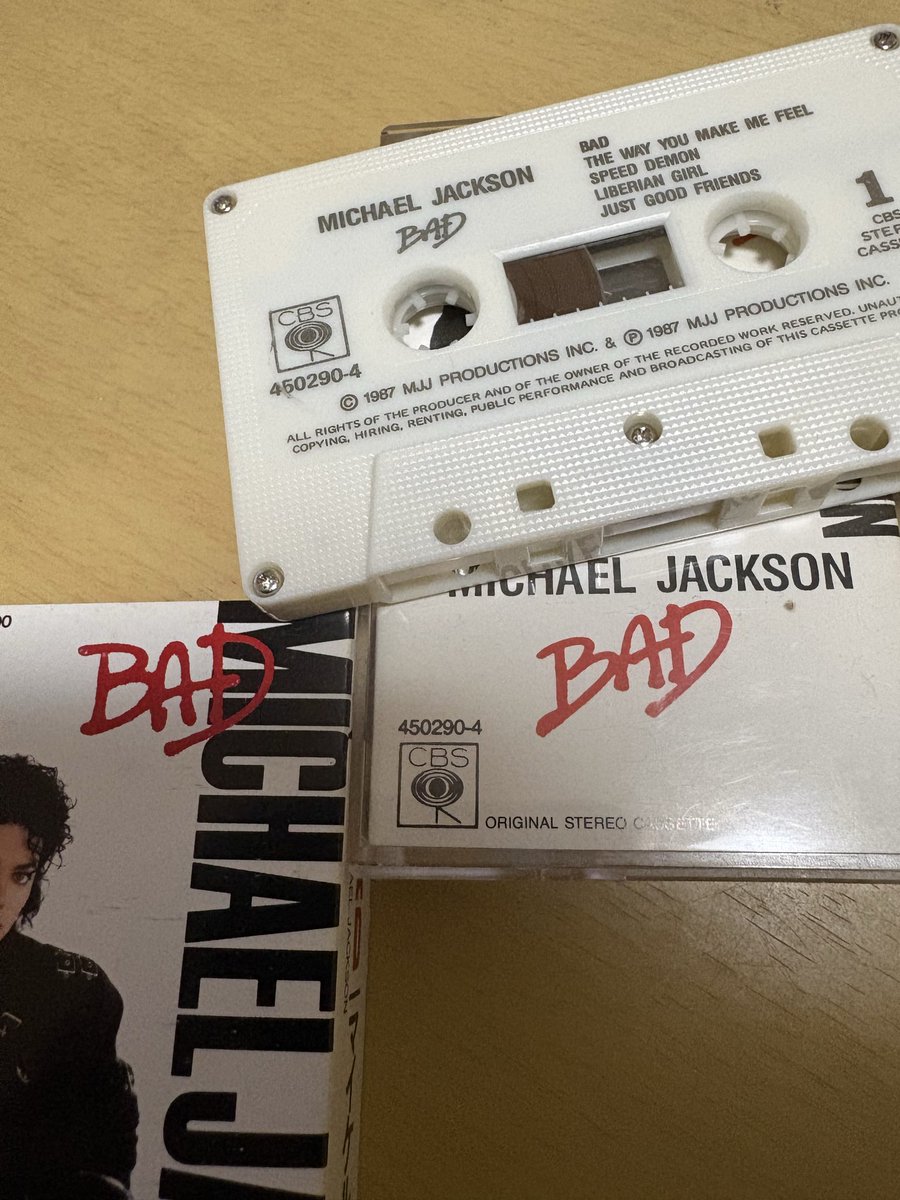 MICHAEL JACKSON
BAD
BAD
THE WAY YOU MAKE ME FEEL
SPEED DEMON
LIBERIAN GIRL
JUST GOOD FRIENDS
1
CBS
CBS
450290-4
© 1987 MJJ PRODUCTIONS INC. & ℗ 1987 MJJ PRODUCTIONS INC.
ALL RIGHTS OF THE PRODUCER AND OF THE OWNER OF THE RECORDED WORK RESERVED.
COPYING, HIRING, RENTING, PUBLIC PERFORMANCE AND BROADCASTING OF THIS CASSETTE
MICHAEL JACKSON
BAD
450290-4
CBS
ORIGINAL STEREO CASSETTE
BAD
MICHAEL